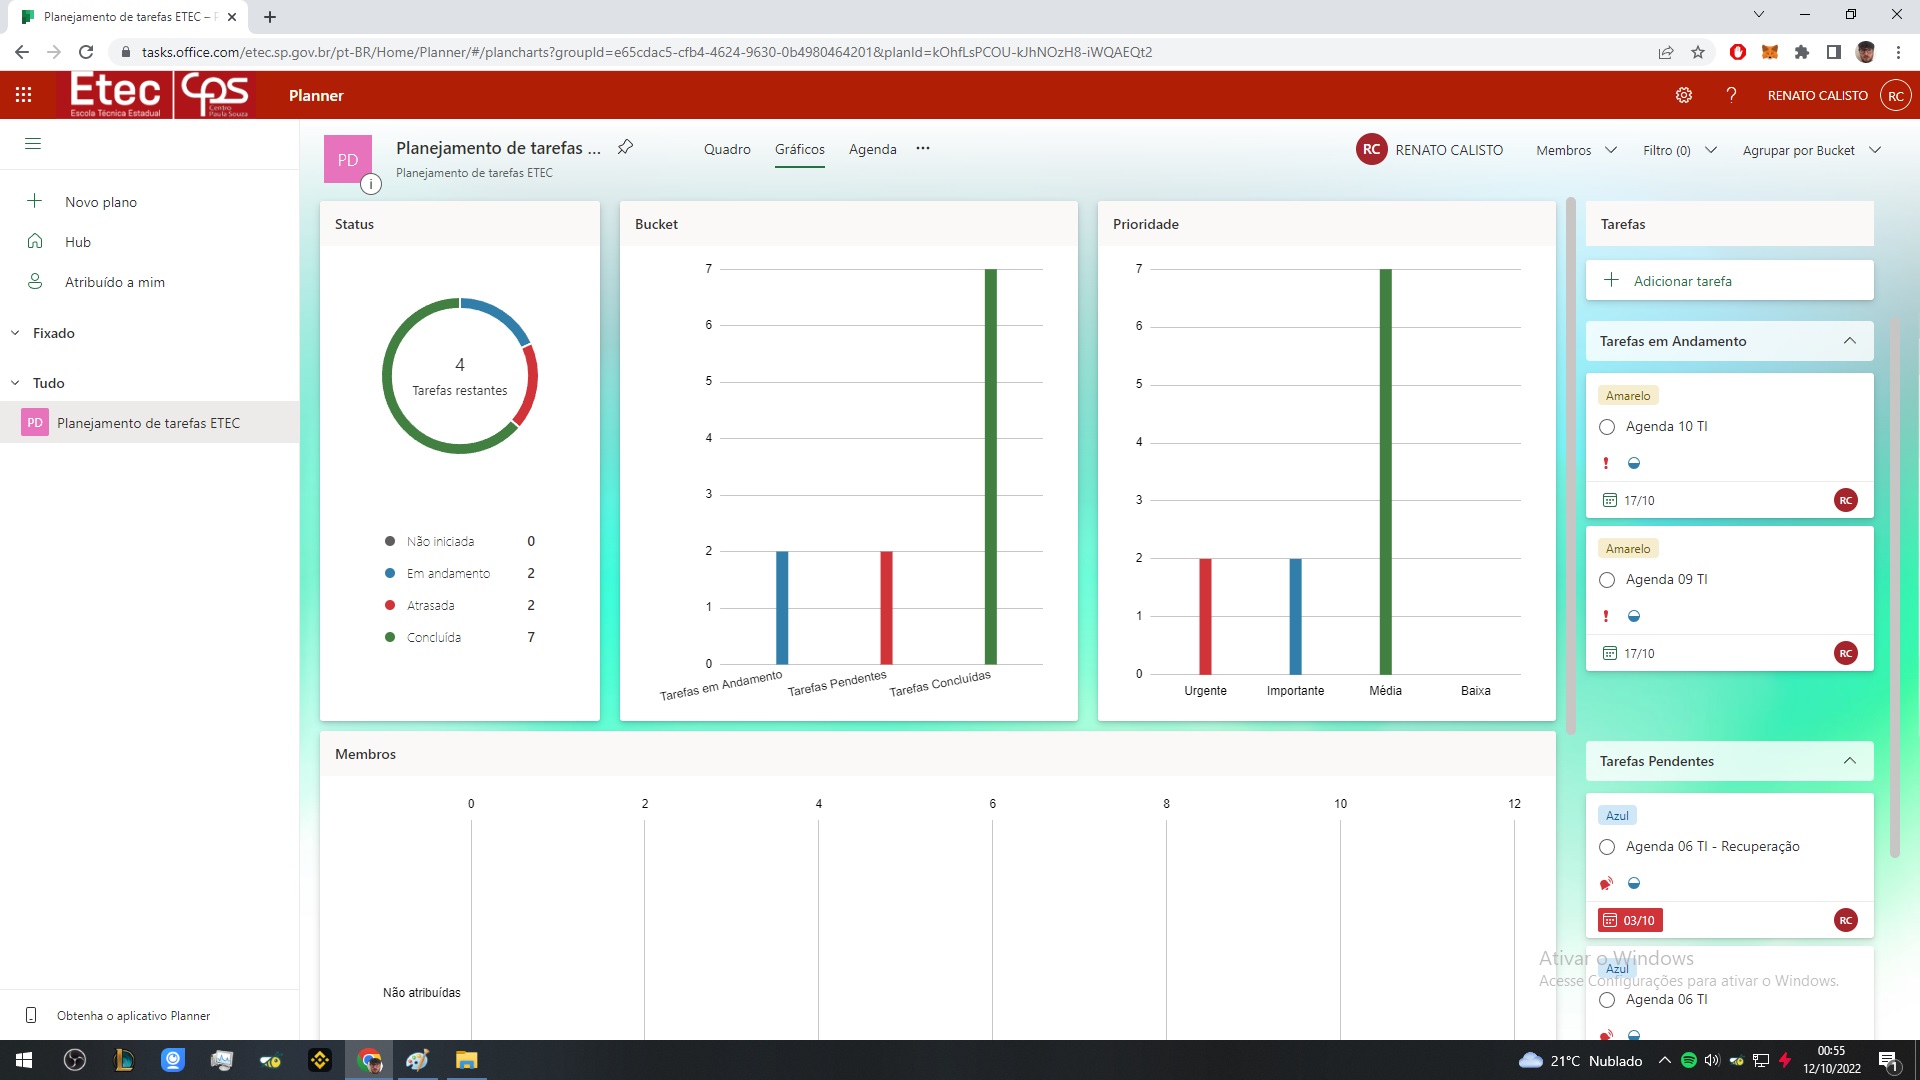 Planejamento de tarefas ETEC –
tasks.office.com/etec.sp.gov.br/pt-BR/Home/Planner/#/plancharts?groupId=e65cdac5-cfb4-4624-9630-0b4980464201&planId=kOhfLsPCOU-kJhNOzH8-iWQAEQt2
Etec
Escola Técnica Estadual
Cps
Centro
Paula Souza
Planner
?
RENATO CALISTO
RC
Novo plano
Hub
Atribuído a mim
Fixado
Tudo
PD
Planejamento de tarefas ETEC
Obtenha o aplicativo Planner
PD
i
Planejamento de tarefas ...
Planejamento de tarefas ETEC
Quadro
Gráficos
Agenda
...
RC
RENATO CALISTO
Membros
Filtro (0)
Agrupar por Bucket
Status
4
Tarefas restantes
Não iniciada 0
Em andamento 2
Atrasada 2
Concluída 7
Bucket
7
6
5
4
3
2
1
0
Tarefas em Andamento
Tarefas Pendentes
Tarefas Concluídas
Prioridade
7
6
5
4
3
2
1
0
Urgente
Importante
Média
Baixa
Membros
0 2 4 6 8 10 12
Não atribuídas
Tarefas
Adicionar tarefa
Tarefas em Andamento
Amarelo
Agenda 10 TI
17/10
RC
Amarelo
Agenda 09 TI
17/10
RC
Tarefas Pendentes
Azul
Agenda 06 TI - Recuperação
03/10
RC
Azul
Agenda 06 TI
Ativar o Windows
Acesse Configurações para ativar o Windows.
21°C Nublado
00:55
12/10/2022
1